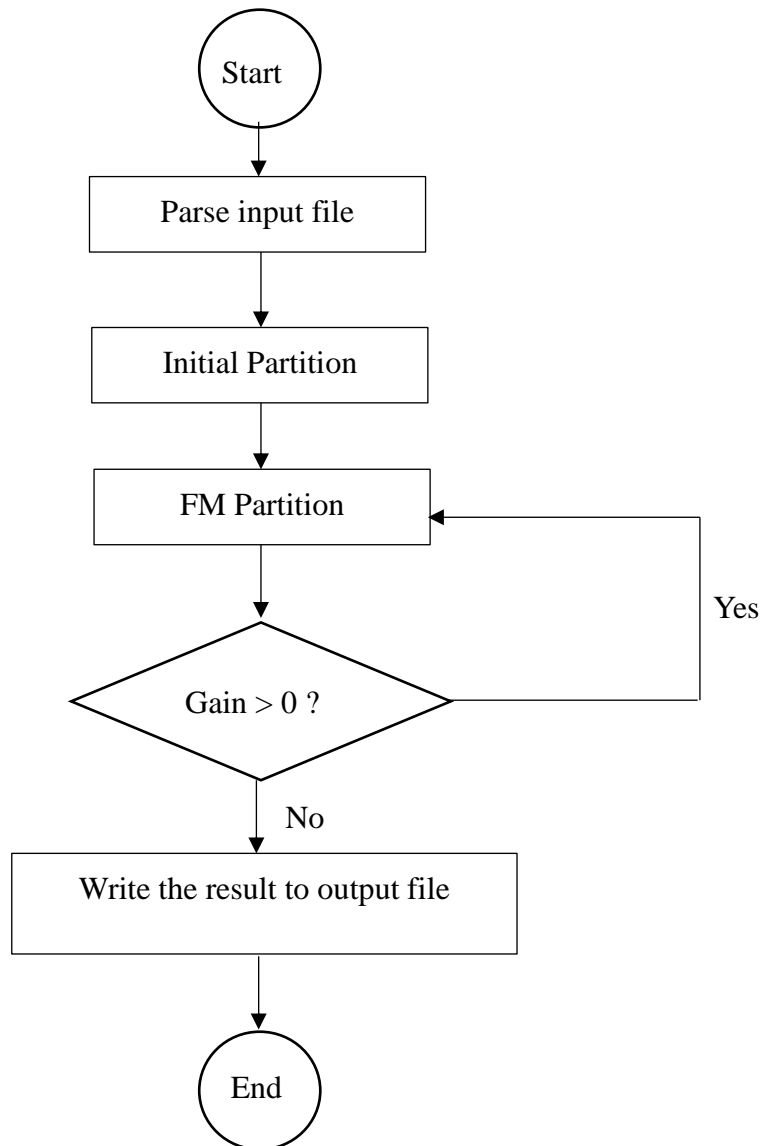 Start
Parse input file
Initial Partition
FM Partition
Yes
Gain > 0 ?
No
Write the result to output file
End